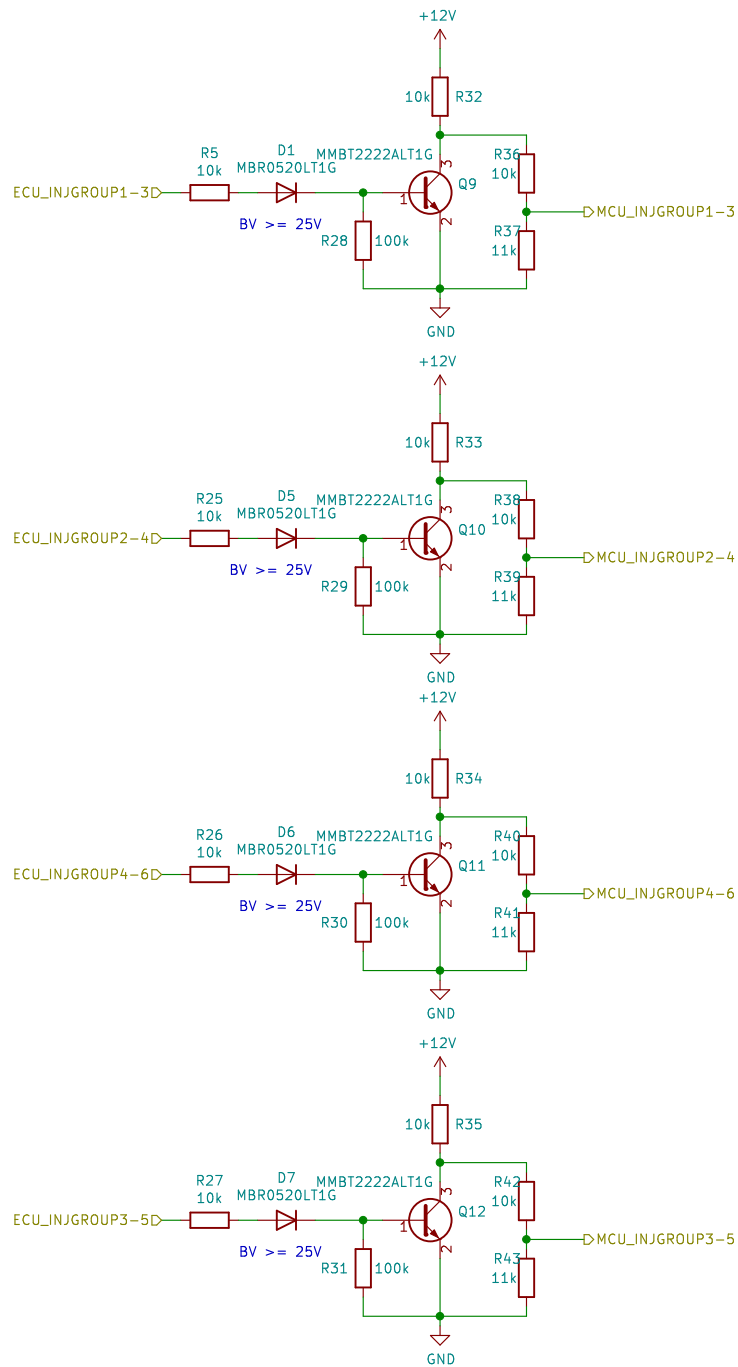 +12V
10k R32
R5
10k
D1
MBR0520LT1G
MMBT2222ALT1G
3
Q9
R36
10k
ECU_INJGROUP1-3
1
2
MCU_INJGROUP1-3
BV >= 25V
R28 100k
R37
11k
GND
+12V
10k R33
R25
10k
D5
MBR0520LT1G
MMBT2222ALT1G
3
Q10
R38
10k
ECU_INJGROUP2-4
1
2
MCU_INJGROUP2-4
BV >= 25V
R29 100k
R39
11k
GND
+12V
10k R34
R26
10k
D6
MBR0520LT1G
MMBT2222ALT1G
3
Q11
R40
10k
ECU_INJGROUP4-6
1
2
MCU_INJGROUP4-6
BV >= 25V
R30 100k
R41
11k
GND
+12V
10k R35
R27
10k
D7
MBR0520LT1G
MMBT2222ALT1G
3
Q12
R42
10k
ECU_INJGROUP3-5
1
2
MCU_INJGROUP3-5
BV >= 25V
R31 100k
R43
11k
GND